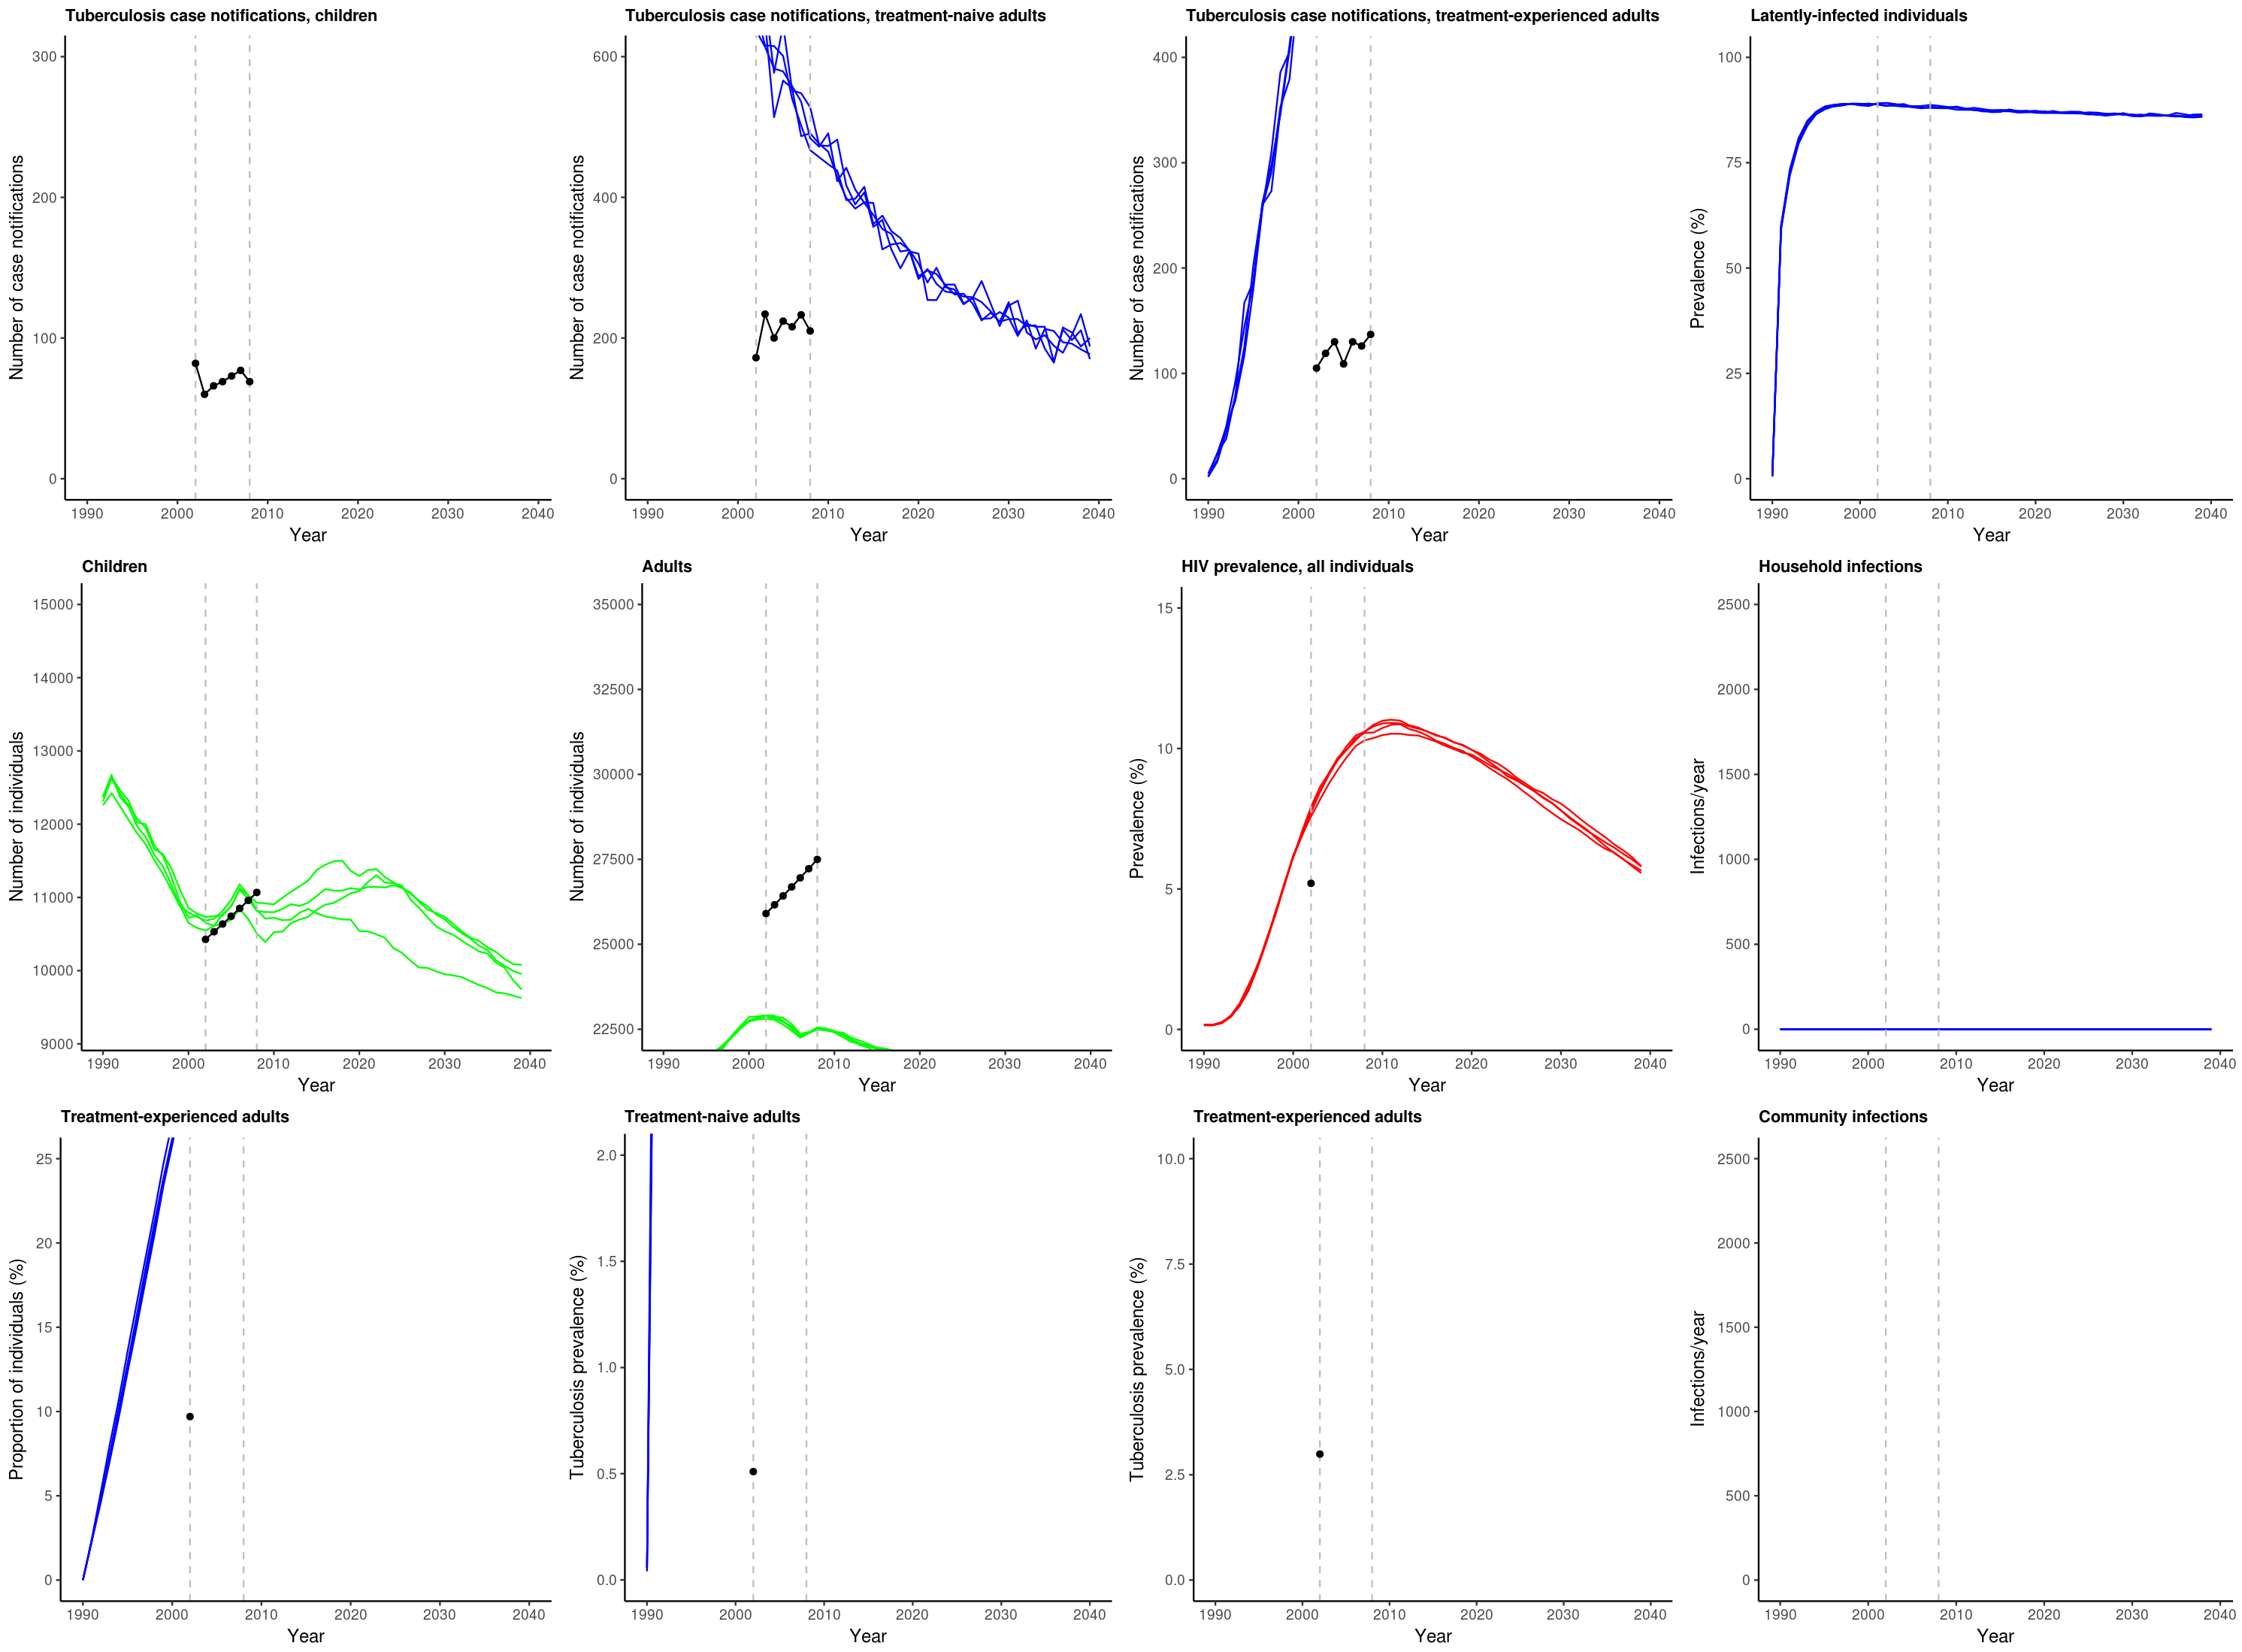 Tuberculosis case notifications, children
Number of case notifications
300
200
100
0
1990 2000 2010 2020 2030 2040
Year
Tuberculosis case notifications, treatment-naive adults
Number of case notifications
600
400
200
0
1990 2000 2010 2020 2030 2040
Year
Tuberculosis case notifications, treatment-experienced adults
Number of case notifications
400
300
200
100
0
1990 2000 2010 2020 2030 2040
Year
Latently-infected individuals
Prevalence (%)
100
75
50
25
0
1990 2000 2010 2020 2030 2040
Year
Children
Number of individuals
15000
14000
13000
12000
11000
10000
9000
1990 2000 2010 2020 2030 2040
Year
Adults
Number of individuals
35000
32500
30000
27500
25000
22500
1990 2000 2010 2020 2030 2040
Year
HIV prevalence, all individuals
Prevalence (%)
15
10
5
0
1990 2000 2010 2020 2030 2040
Year
Household infections
Infections/year
2500
2000
1500
1000
500
0
1990 2000 2010 2020 2030 2040
Year
Treatment-experienced adults
Proportion of individuals (%)
25
20
15
10
5
0
1990 2000 2010 2020 2030 2040
Year
Treatment-naive adults
Tuberculosis prevalence (%)
2.0
1.5
1.0
0.5
0.0
1990 2000 2010 2020 2030 2040
Year
Treatment-experienced adults
Tuberculosis prevalence (%)
10.0
7.5
5.0
2.5
0.0
1990 2000 2010 2020 2030 2040
Year
Community infections
Infections/year
2500
2000
1500
1000
500
0
1990 2000 2010 2020 2030 2040
Year